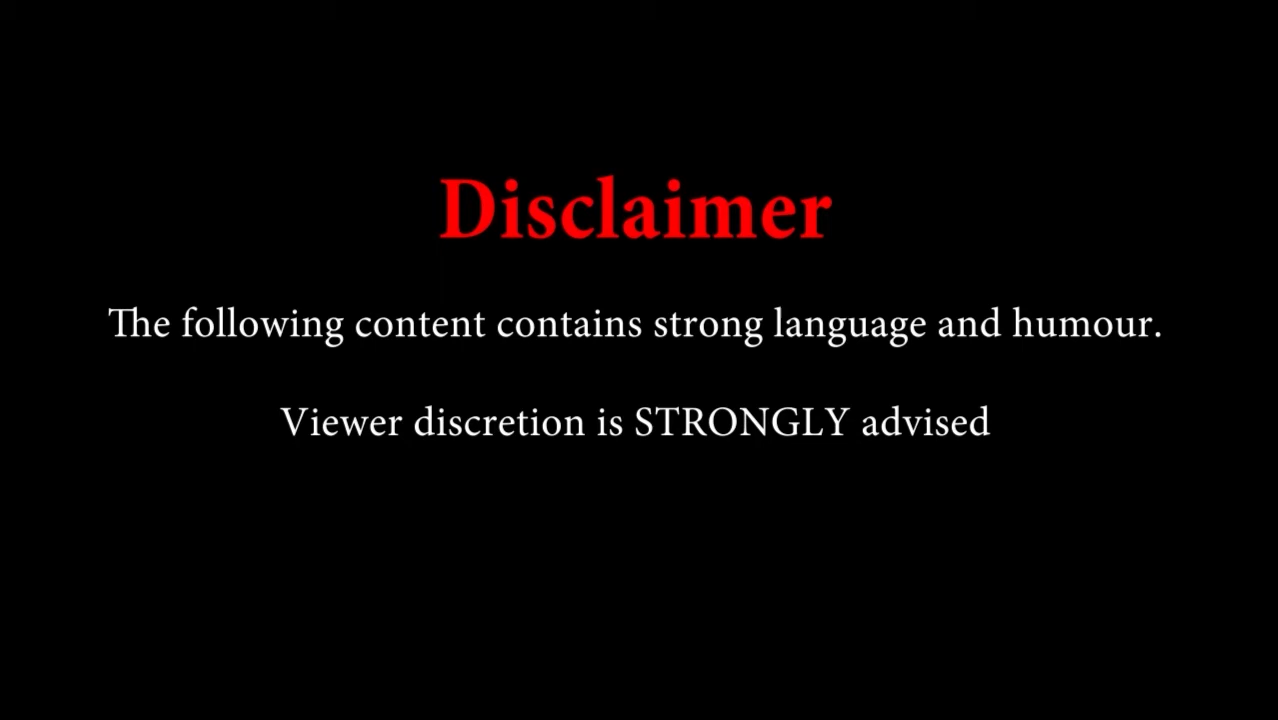 Disclaimer
The following content contains strong language and humour.
Viewer discretion is STRONGLY advised